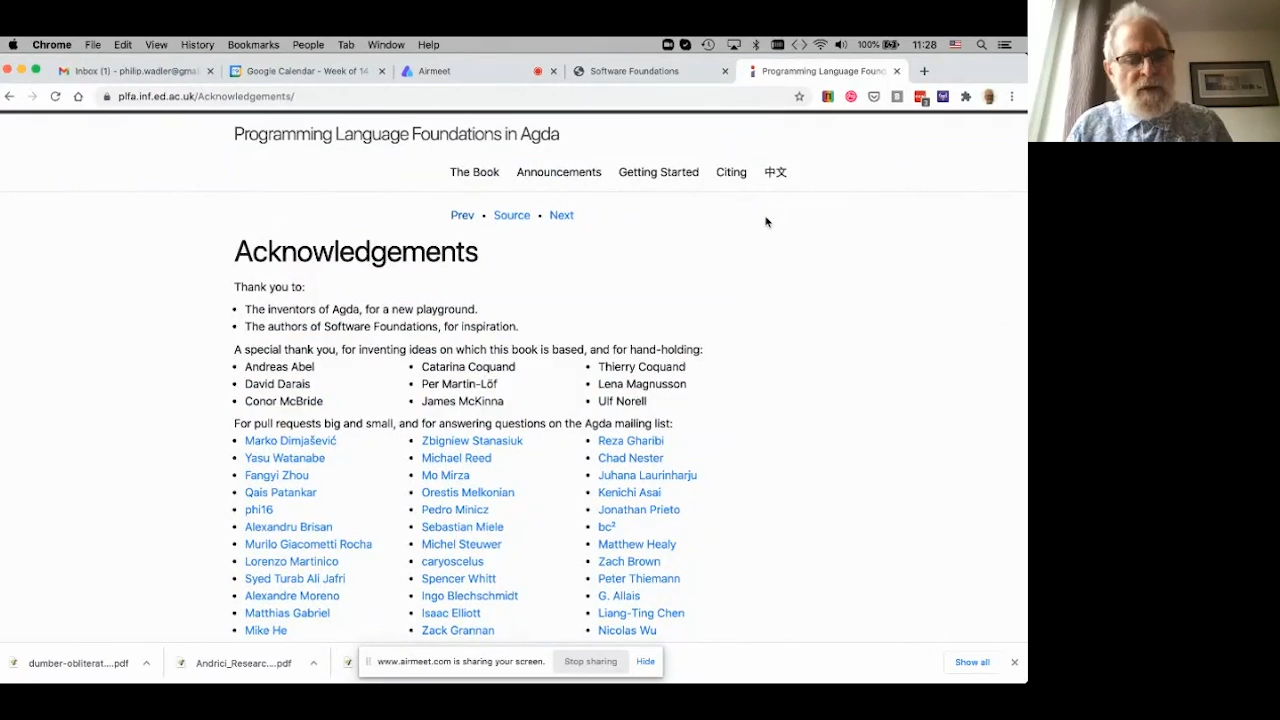 Chrome File Edit View History Bookmarks People Tab Window Help 100% 11:28
Inbox (1) - philip.wadler@gma Google Calendar - Week of 14 Airmeet Software Foundations Programming Language Foun
plfa.inf.ed.ac.uk/Acknowledgements/
Programming Language Foundations in Agda
The Book Announcements Getting Started Citing 中文
Prev • Source • Next
Acknowledgements
Thank you to:
• The inventors of Agda, for a new playground.
• The authors of Software Foundations, for inspiration.
A special thank you, for inventing ideas on which this book is based, and for hand-holding:
• Andreas Abel • Catarina Coquand • Thierry Coquand
• David Darais • Per Martin-Löf • Lena Magnusson
• Conor McBride • James McKinna • Ulf Norell
For pull requests big and small, and for answering questions on the Agda mailing list:
• Marko Dimjašević • Zbigniew Stanasiuk • Reza Gharibi
• Yasu Watanabe • Michael Reed • Chad Nester
• Fangyi Zhou • Mo Mirza • Juhana Laurinharju
• Qais Patankar • Orestis Melkonian • Kenichi Asai
• phi16 • Pedro Minicz • Jonathan Prieto
• Alexandru Brisan • Sebastian Miele • bc²
• Murilo Giacometti Rocha • Michel Steuwer • Matthew Healy
• Lorenzo Martinico • caryoscelus • Zach Brown
• Syed Turab Ali Jafri • Spencer Whitt • Peter Thiemann
• Alexandre Moreno • Ingo Blechschmidt • G. Allais
• Matthias Gabriel • Isaac Elliott • Liang-Ting Chen
• Mike He • Zack Grannan • Nicolas Wu
dumber-obliterat....pdf Andrici_Researc....pdf www.airmeet.com is sharing your screen. Stop sharing Hide Show all